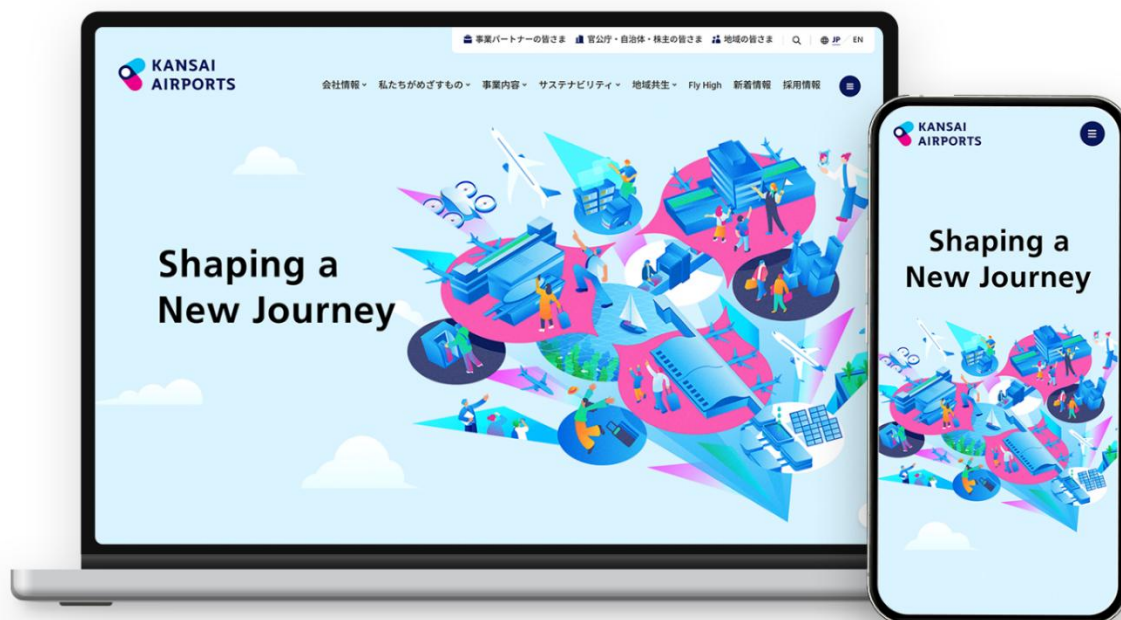 事業パートナーの皆さま 官公庁・自治体・株主の皆さま 地域の皆さま JP / EN
KANSAI
AIRPORTS
会社情報 私たちがめざすもの 事業内容 サステナビリティ 地域共生 Fly High 新着情報 採用情報
Shaping a
New Journey
KANSAI
AIRPORTS
Shaping a
New Journey